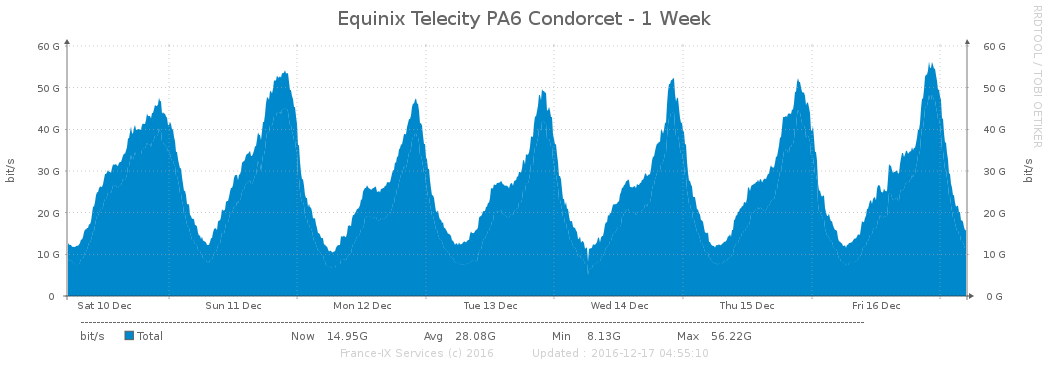 Equinix Telecity PA6 Condorcet - 1 Week
RRDTOOL / TOBI OETIKER
60 G 60 G
50 G 50 G
40 G 40 G
30 G 30 G
20 G 20 G
10 G 10 G
0 0 G
bit/s
bit/s
Sat 10 Dec Sun 11 Dec Mon 12 Dec Tue 13 Dec Wed 14 Dec Thu 15 Dec Fri 16 Dec
bit/s Total Now 14.95G Avg 28.08G Min 8.13G Max 56.22G
France-IX Services (c) 2016 Updated : 2016-12-17 04:55:10